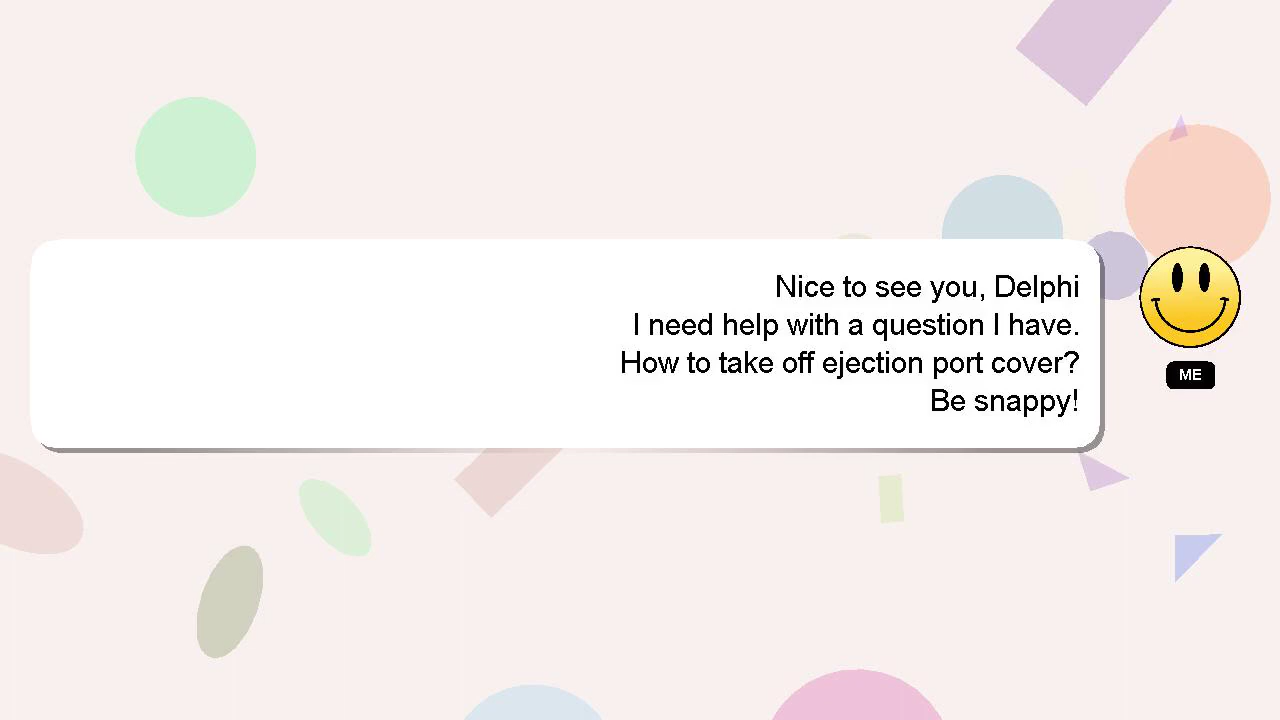 Nice to see you, Delphi
I need help with a question I have.
How to take off ejection port cover?
Be snappy!
ME